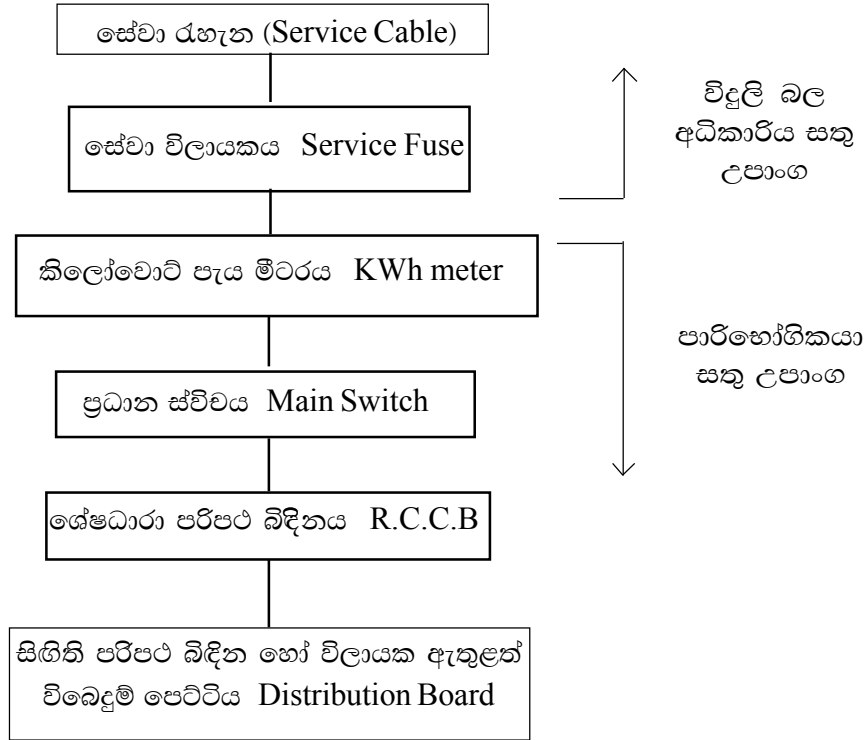 සේවා රැහැන (Service Cable)
සේවා විලායකය Service Fuse
විදුලි බල
අධිකාරිය සතු
උපාංග
කිලෝවොට් පැය මීටරය KWh meter
පාරිභෝගිකයා
සතු උපාංග
ප්‍රධාන ස්විචය Main Switch
ශේෂධාරා පරිපථ බිඳිනය R.C.C.B
සිඟිති පරිපථ බිඳින හෝ විලායක ඇතුළත්
විබෙදුම් පෙට්ටිය Distribution Board